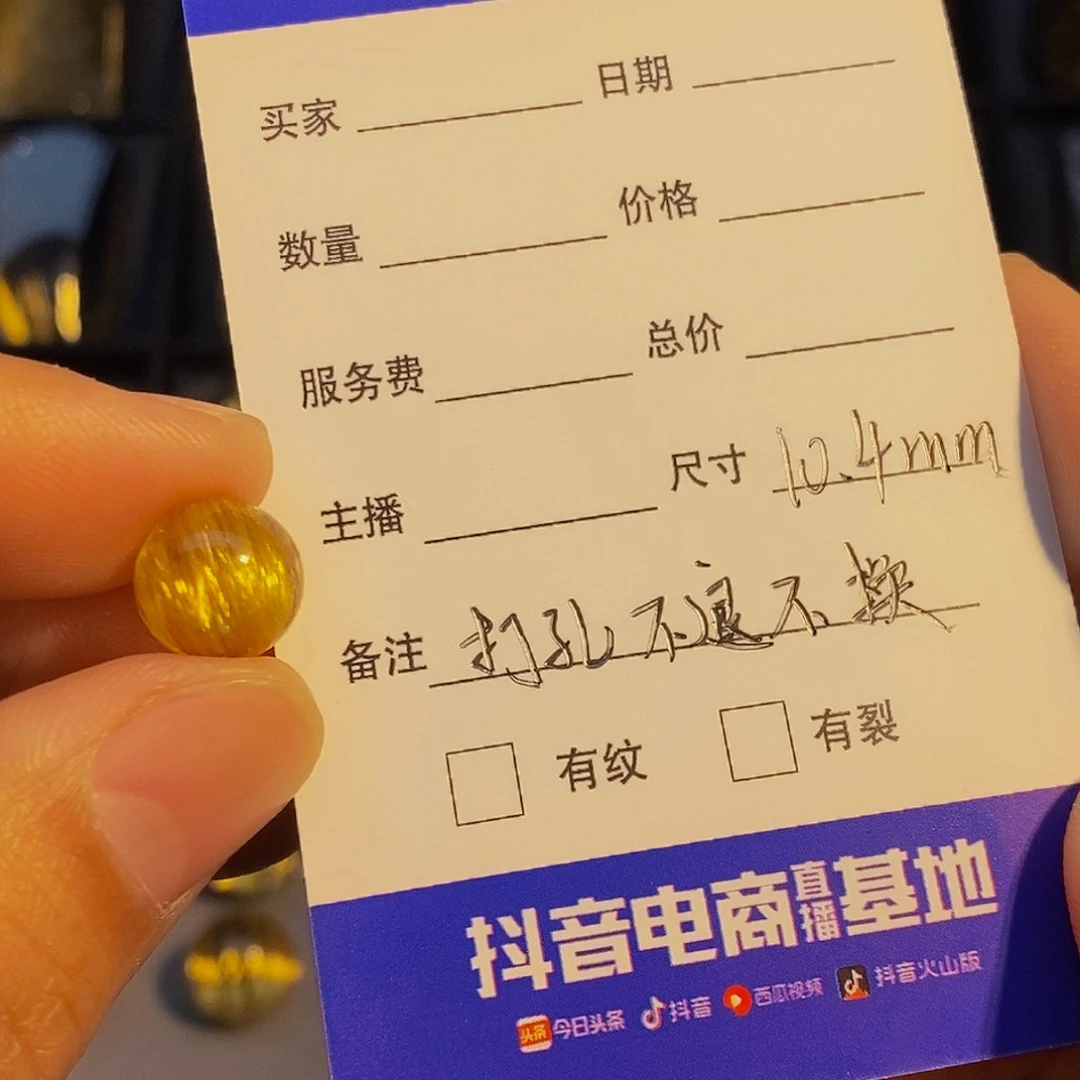 买家 日期
数量 价格
服务费 总价
主播 尺寸 10.4mm
备注 打孔不退不换
有纹 有裂
抖音电商直播基地
头条 今日头条 抖音 西瓜视频 抖音火山版